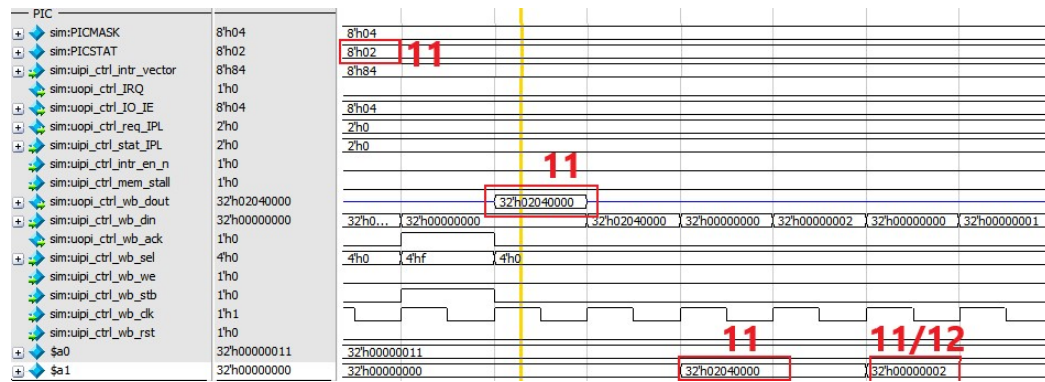 PIC
sim:PICMASK 8'h04 8'h04
sim:PICSTAT 8'h02 8'h02 11
sim:uipi_ctrl_intr_vector 8'h84 8'h84
sim:uopi_ctrl_IRQ 1'h0
sim:uopi_ctrl_IO_IE 8'h04 8'h04
sim:uopi_ctrl_req_IPL 2'h0 2'h0
sim:uipi_ctrl_stat_IPL 2'h0 2'h0
sim:uipi_ctrl_intr_en_n 1'h0 11
sim:uipi_ctrl_mem_stall 1'h0
sim:uopi_ctrl_wb_dout 32'h02040000 32'h02040000
sim:uipi_ctrl_wb_din 32'h00000000 32'h0... 32'h00000000 32'h02040000 32'h00000000 32'h00000002 32'h00000000 32'h00000001
sim:uopi_ctrl_wb_ack 1'h0
sim:uipi_ctrl_wb_sel 4'h0 4'h0 4'hf 4'h0
sim:uipi_ctrl_wb_we 1'h0
sim:uipi_ctrl_wb_stb 1'h0
sim:uipi_ctrl_wb_clk 1'h1
sim:uipi_ctrl_wb_rst 1'h0 11 11/12
$a0 32'h00000011 32'h00000011
$a1 32'h00000000 32'h00000000 32'h02040000 32'h00000002